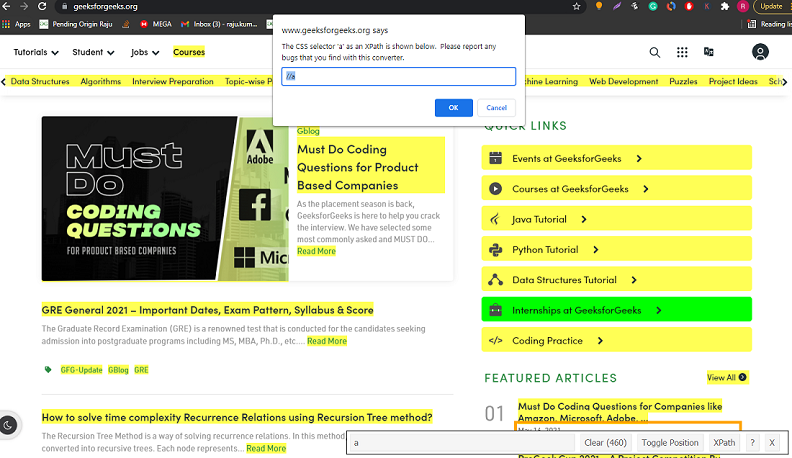 geeksforgeeks.org
Update
Apps
Pending Origin Raju
MEGA
Inbox (3) - raju.kum...
Reading lis
www.geeksforgeeks.org says
The CSS selector 'a' as an XPath is shown below. Please report any
bugs that you find with this converter.
//a
OK
Cancel
Tutorials
Student
Jobs
Courses
Data Structures
Algorithms
Interview Preparation
Topic-wise P
chine Learning
Web Development
Puzzles
Project Ideas
Sch
Must
Do
CODING
QUESTIONS
FOR PRODUCT BASED COMPANIES
Adobe
Mic
Gblog
Must Do Coding
Questions for Product
Based Companies
As the placement season is back,
GeeksforGeeks is here to help you crack
the interview. We have selected some
most commonly asked and MUST DO...
Read More
GRE General 2021 – Important Dates, Exam Pattern, Syllabus & Score
The Graduate Record Examination (GRE) is a renowned test that is conducted for the candidates seeking
admission into postgraduate programs including MS, MBA, Ph.D., etc.... Read More
GFG-Update
GBlog
GRE
How to solve time complexity Recurrence Relations using Recursion Tree method?
The Recursion Tree Method is a way of solving recurrence relations. In this method
converted into recursive trees. Each node represents... Read More
QUICK LINKS
Events at GeeksforGeeks
Courses at GeeksforGeeks
Java Tutorial
Python Tutorial
Data Structures Tutorial
Internships at GeeksforGeeks
</> Coding Practice
FEATURED ARTICLES
View All
01
Must Do Coding Questions for Companies like
Amazon, Microsoft, Adobe, ...
May 16, 2021
a
Clear (460)
Toggle Position
XPath
?
X